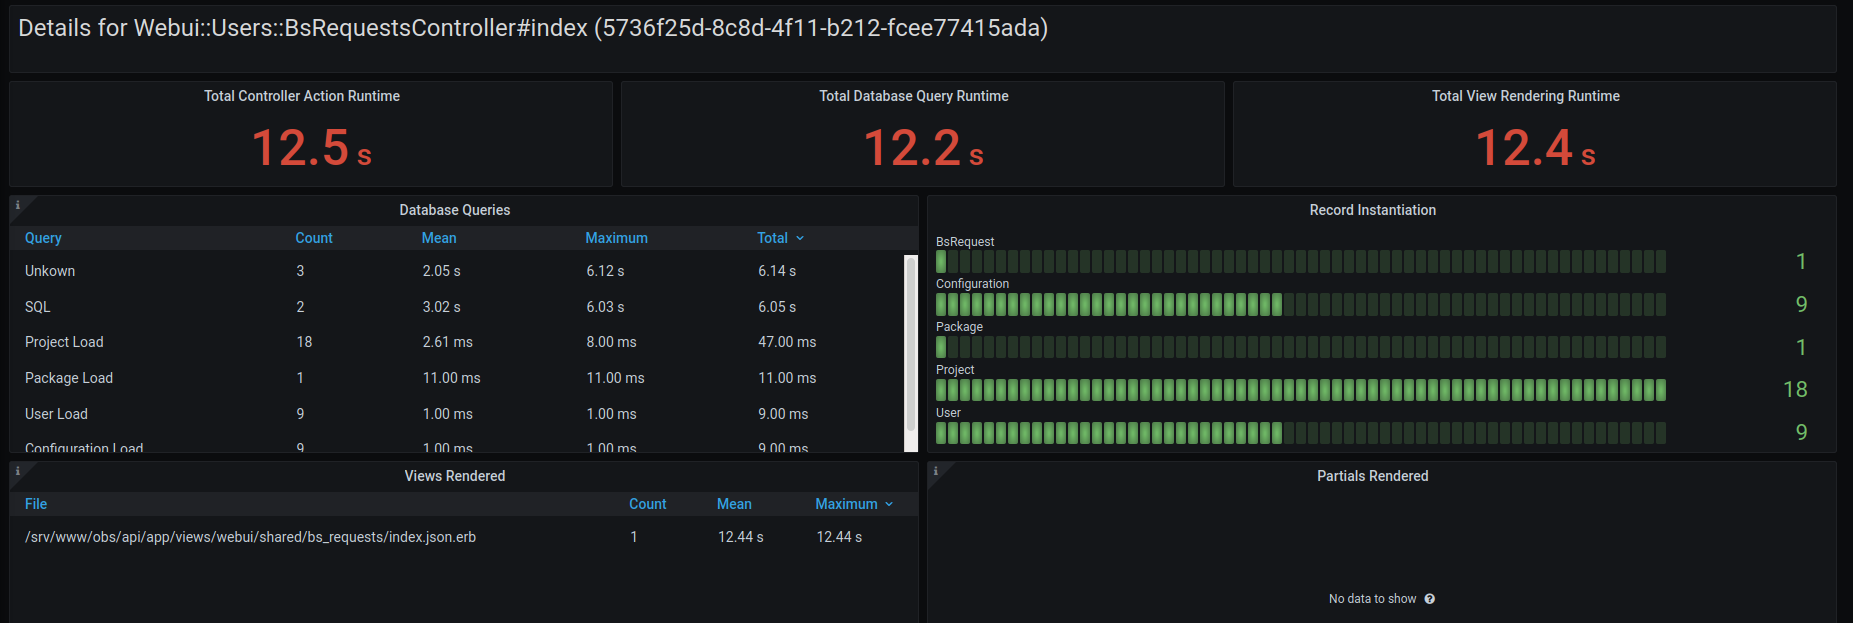 Details for Webui::Users::BsRequestsController#index (5736f25d-8c8d-4f11-b212-fcee77415ada)
Total Controller Action Runtime
12.5 s
Total Database Query Runtime
12.2 s
Total View Rendering Runtime
12.4 s
Database Queries
Query Count Mean Maximum Total
Unkown 3 2.05 s 6.12 s 6.14 s
SQL 2 3.02 s 6.03 s 6.05 s
Project Load 18 2.61 ms 8.00 ms 47.00 ms
Package Load 1 11.00 ms 11.00 ms 11.00 ms
User Load 9 1.00 ms 1.00 ms 9.00 ms
Configuration Load 9 1.00 ms 1.00 ms 9.00 ms
Record Instantiation
BsRequest
1
Configuration
9
Package
1
Project
18
User
9
Views Rendered
File Count Mean Maximum
/srv/www/obs/api/app/views/webui/shared/bs_requests/index.json.erb 1 12.44 s 12.44 s
Partials Rendered
No data to show